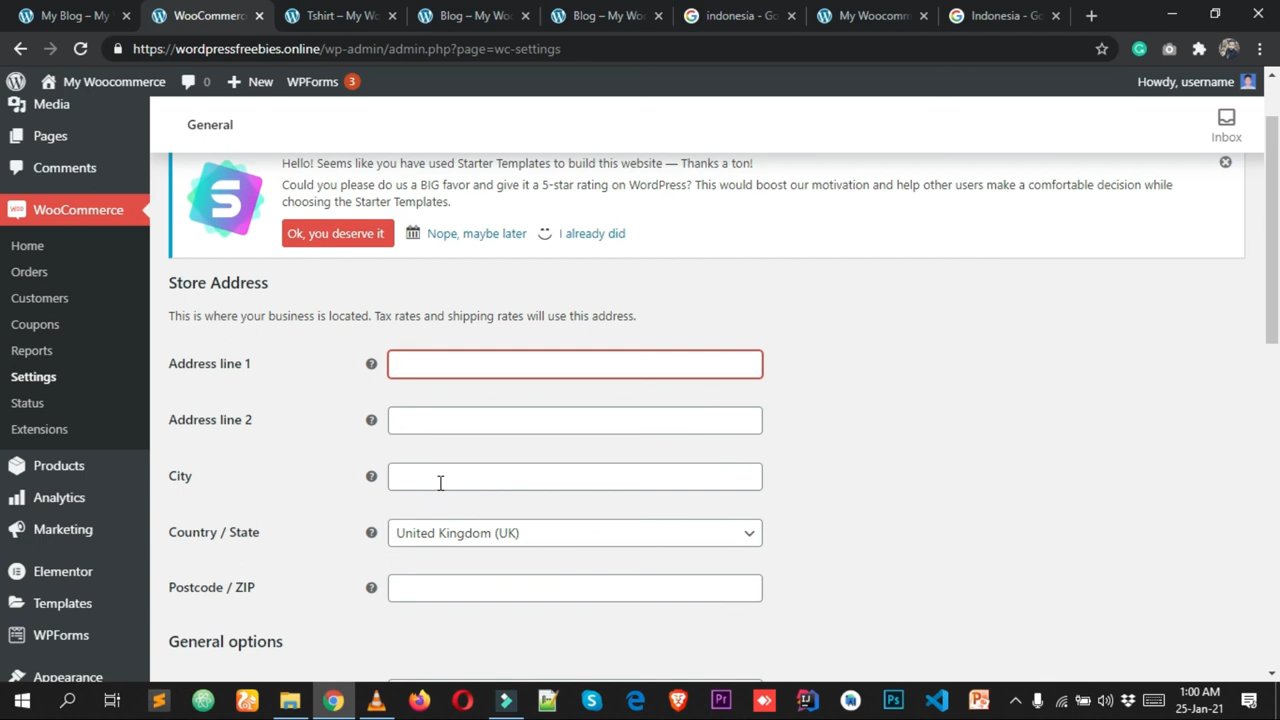 My Blog – My
WooCommerc
Tshirt – My Wo
Blog – My Woo
Blog – My Woo
indonesia - Go
My Woocomm
Indonesia - Go
https://wordpressfreebies.online/wp-admin/admin.php?page=wc-settings
My Woocommerce
0
New
WPForms 3
Howdy, username
Media
Pages
Comments
WooCommerce
Home
Orders
Customers
Coupons
Reports
Settings
Status
Extensions
Products
Analytics
Marketing
Elementor
Templates
WPForms
Appearance
General
Inbox
Hello! Seems like you have used Starter Templates to build this website — Thanks a ton!
Could you please do us a BIG favor and give it a 5-star rating on WordPress? This would boost our motivation and help other users make a comfortable decision while
choosing the Starter Templates.
Ok, you deserve it
Nope, maybe later
I already did
Store Address
This is where your business is located. Tax rates and shipping rates will use this address.
Address line 1
Address line 2
City
Country / State
United Kingdom (UK)
Postcode / ZIP
General options
1:00 AM
25-Jan-21